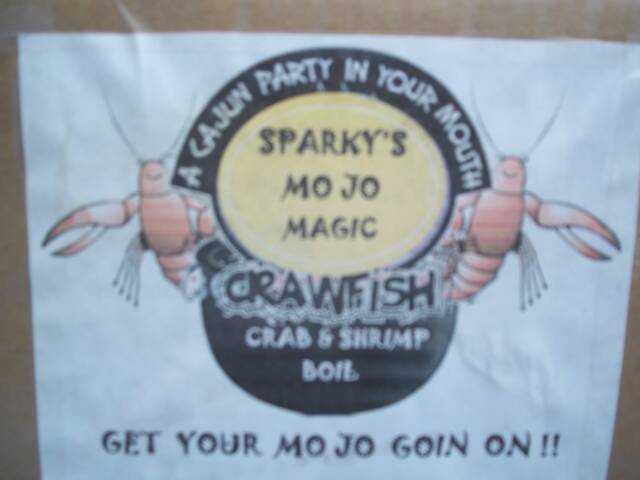 A CAJUN PARTY IN YOUR MOUTH
SPARKY'S
MO JO
MAGIC
CRAWFISH
CRAB & SHRIMP
BOIL
GET YOUR MO JO GOIN ON!!